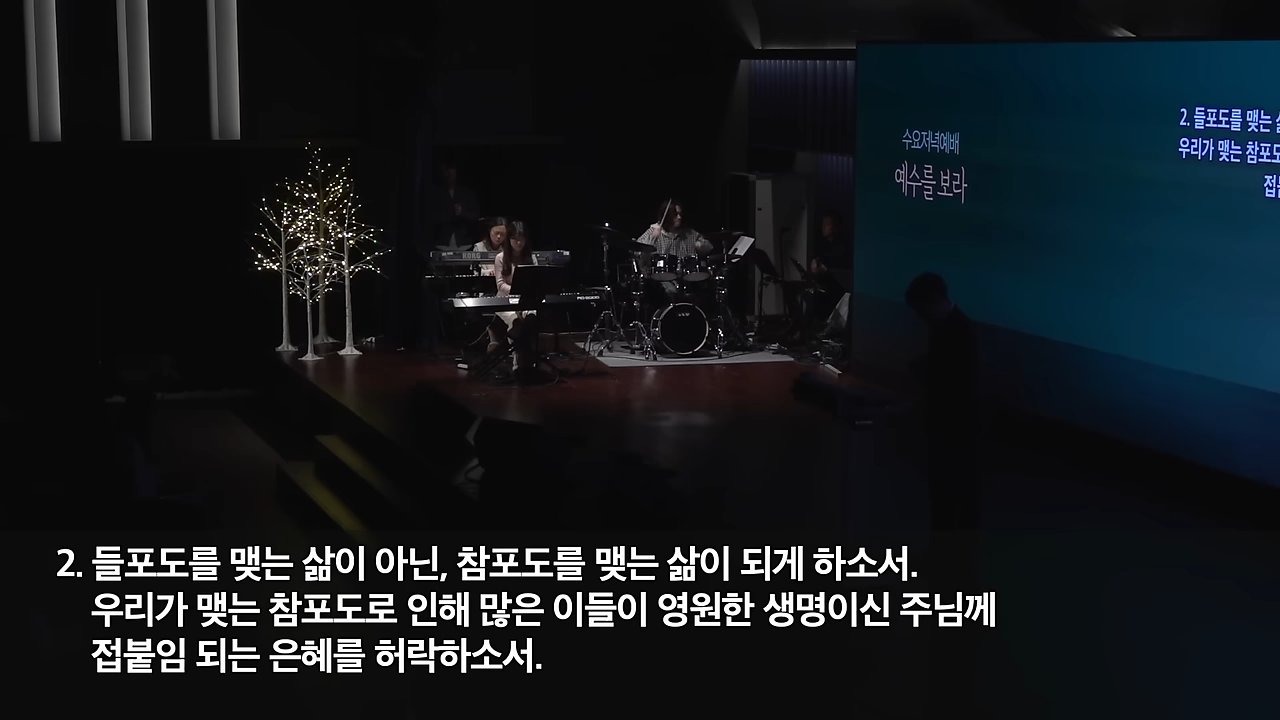 수요저녁예배
예수를 보라
2. 들포도를 맺는
우리가 맺는 참포도
KORG
2. 들포도를 맺는 삶이 아닌, 참포도를 맺는 삶이 되게 하소서.
우리가 맺는 참포도로 인해 많은 이들이 영원한 생명이신 주님께
접붙임 되는 은혜를 허락하소서.